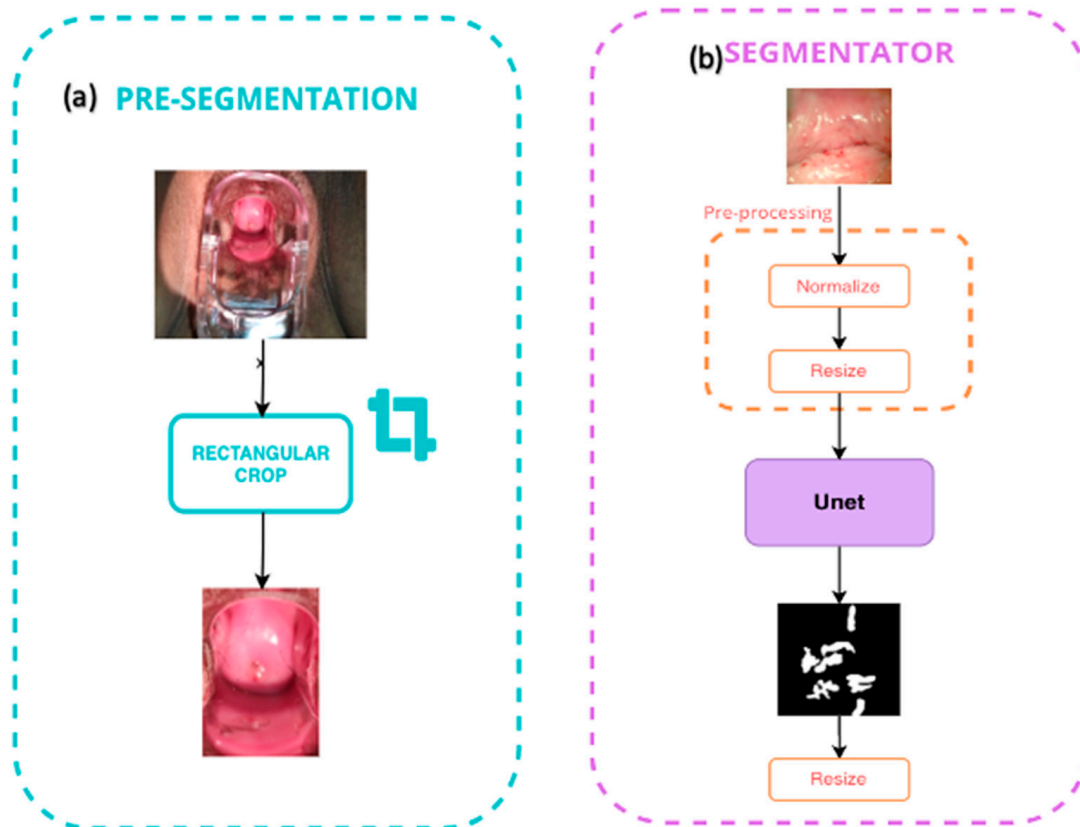 (a) PRE-SEGMENTATION
RECTANGULAR
CROP
(b) SEGMENTATOR
Pre-processing
Normalize
Resize
Unet
Resize